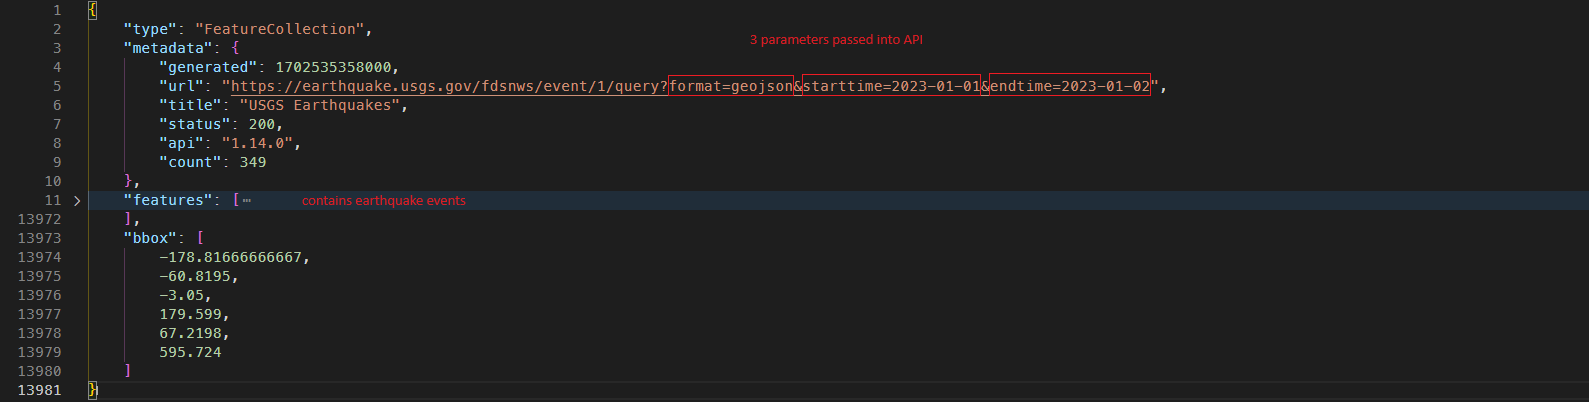 1 {
2 "type": "FeatureCollection",
3 parameters passed into API
3 "metadata": {
4 "generated": 1702535358000,
5 "url": "https://earthquake.usgs.gov/fdsnws/event/1/query?format=geojson&starttime=2023-01-01&endtime=2023-01-02",
6 "title": "USGS Earthquakes",
7 "status": 200,
8 "api": "1.14.0",
9 "count": 349
10 },
11 > "features": [⋯ contains earthquake events
13972 ],
13973 "bbox": [
13974 -178.81666666667,
13975 -60.8195,
13976 -3.05,
13977 179.599,
13978 67.2198,
13979 595.724
13980 ]
13981 }